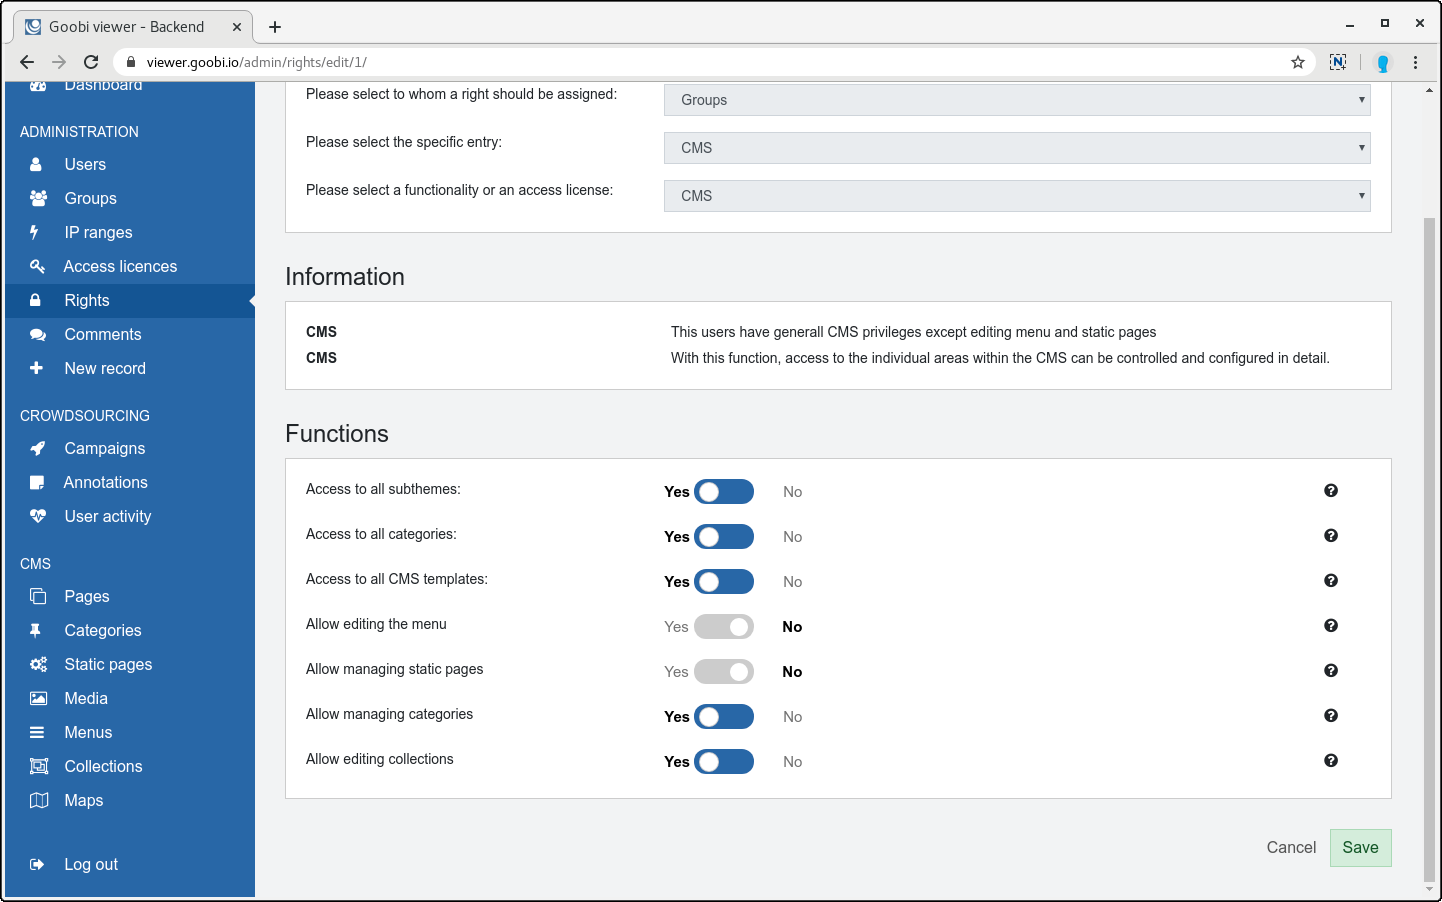 Goobi viewer - Backend
viewer.goobi.io/admin/rights/edit/1/
Dashboard
ADMINISTRATION
Users
Groups
IP ranges
Access licences
Rights
Comments
New record
CROWDSOURCING
Campaigns
Annotations
User activity
CMS
Pages
Categories
Static pages
Media
Menus
Collections
Maps
Log out
Please select to whom a right should be assigned: Groups
Please select the specific entry: CMS
Please select a functionality or an access license: CMS
Information
CMS This users have generall CMS privileges except editing menu and static pages
CMS With this function, access to the individual areas within the CMS can be controlled and configured in detail.
Functions
Access to all subthemes: Yes No
Access to all categories: Yes No
Access to all CMS templates: Yes No
Allow editing the menu Yes No
Allow managing static pages Yes No
Allow managing categories Yes No
Allow editing collections Yes No
Cancel Save